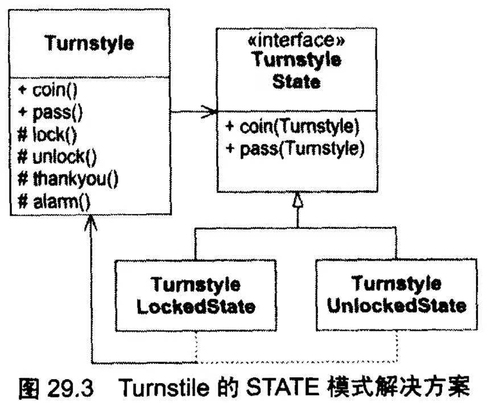 Turnstyle
+ coin()
+ pass()
# lock()
# unlock()
# thankyou()
# alarm()
«interface»
Turnstyle
State
+ coin(Turnstyle)
+ pass(Turnstyle)
Turnstyle
LockedState
Turnstyle
UnlockedState
图 29.3 Turnstile 的 STATE 模式解决方案